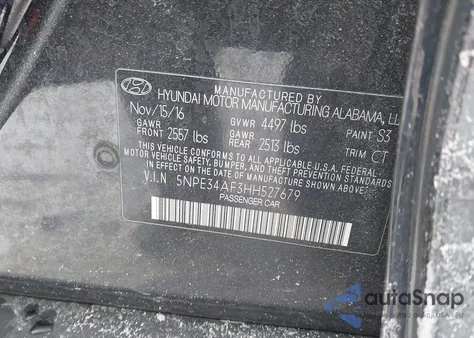 MANUFACTURED BY
HYUNDAI MOTOR MANUFACTURING ALABAMA, LL
Nov/15/16 GVWR 4497 lbs PAINT S3
GAWR FRONT 2557 lbs GAWR REAR 2513 lbs TRIM CT
THIS VEHICLE CONFORMS TO ALL APPLICABLE U.S.A. FEDERAL
MOTOR VEHICLE SAFETY, BUMPER, AND THEFT PREVENTION STANDARDS
IN EFFECT ON THE DATE OF MANUFACTURE SHOWN ABOVE.
V.I.N 5NPE34AF3HH527679
PASSENGER CAR
autoSnap